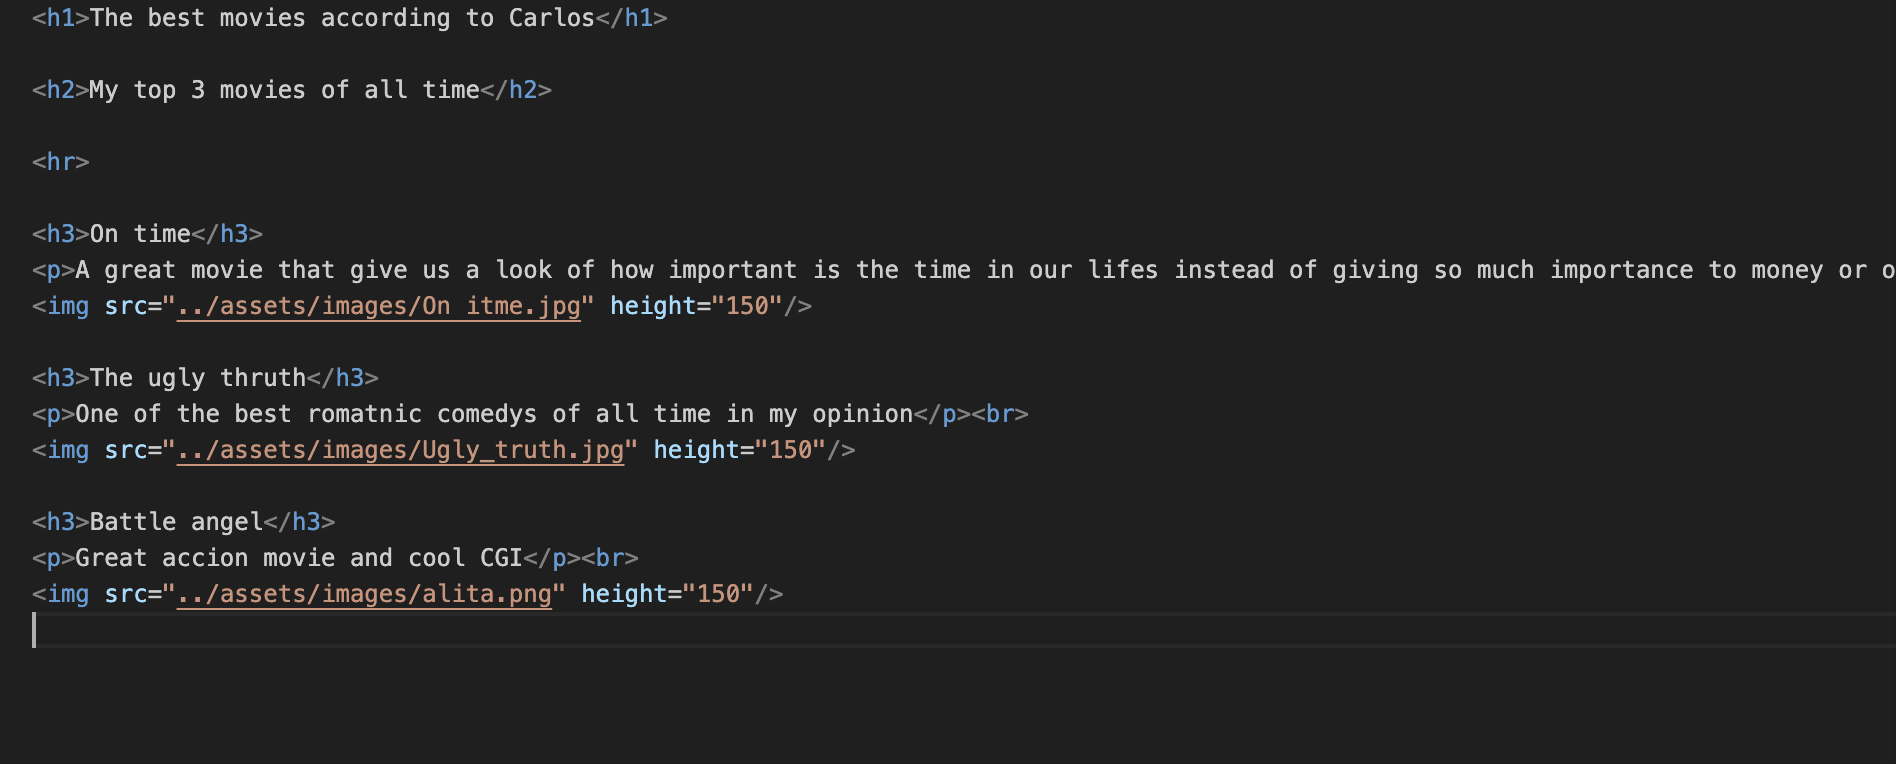 <h1>The best movies according to Carlos</h1>
<h2>My top 3 movies of all time</h2>
<hr>
<h3>On time</h3>
<p>A great movie that give us a look of how important is the time in our lifes instead of giving so much importance to money or
<img src="../assets/images/On itme.jpg" height="150"/>
<h3>The ugly thruth</h3>
<p>One of the best romatnic comedys of all time in my opinion</p><br>
<img src="../assets/images/Ugly_truth.jpg" height="150"/>
<h3>Battle angel</h3>
<p>Great accion movie and cool CGI</p><br>
<img src="../assets/images/alita.png" height="150"/>